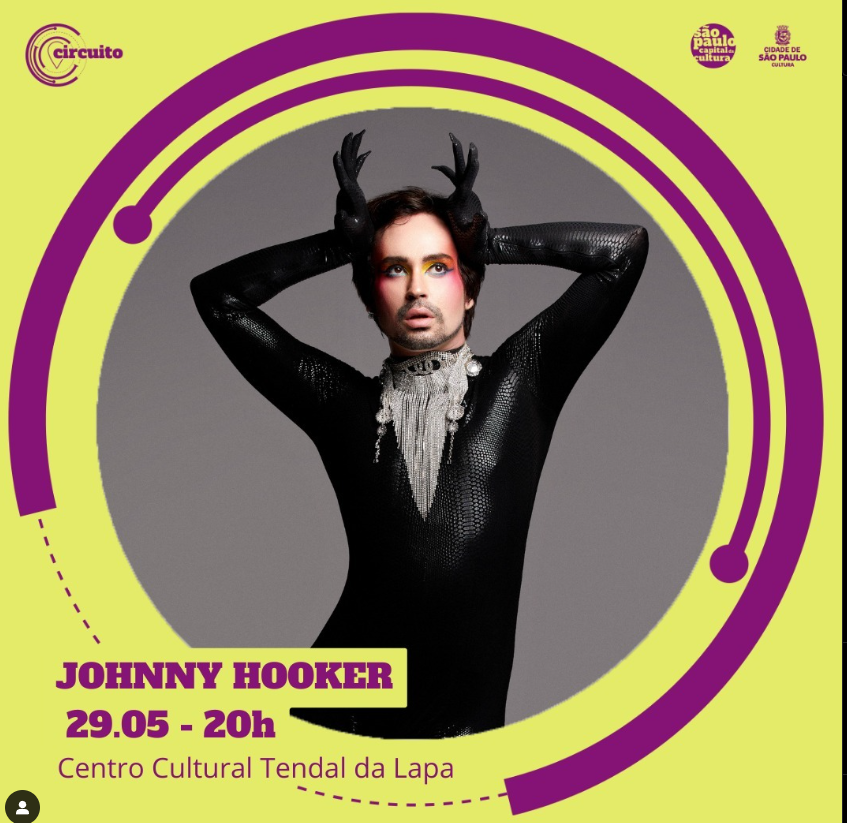 circuito
são
paulo
capital da
cultura
CIDADE DE
SÃO PAULO
CULTURA
JOHNNY HOOKER
29.05 - 20h
Centro Cultural Tendal da Lapa